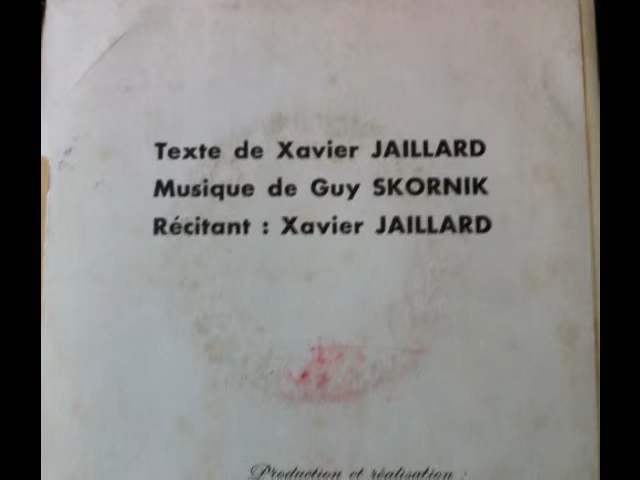 Texte de Xavier JAILLARD
Musique de Guy SKORNIK
Récitant : Xavier JAILLARD
Production et réalisation :